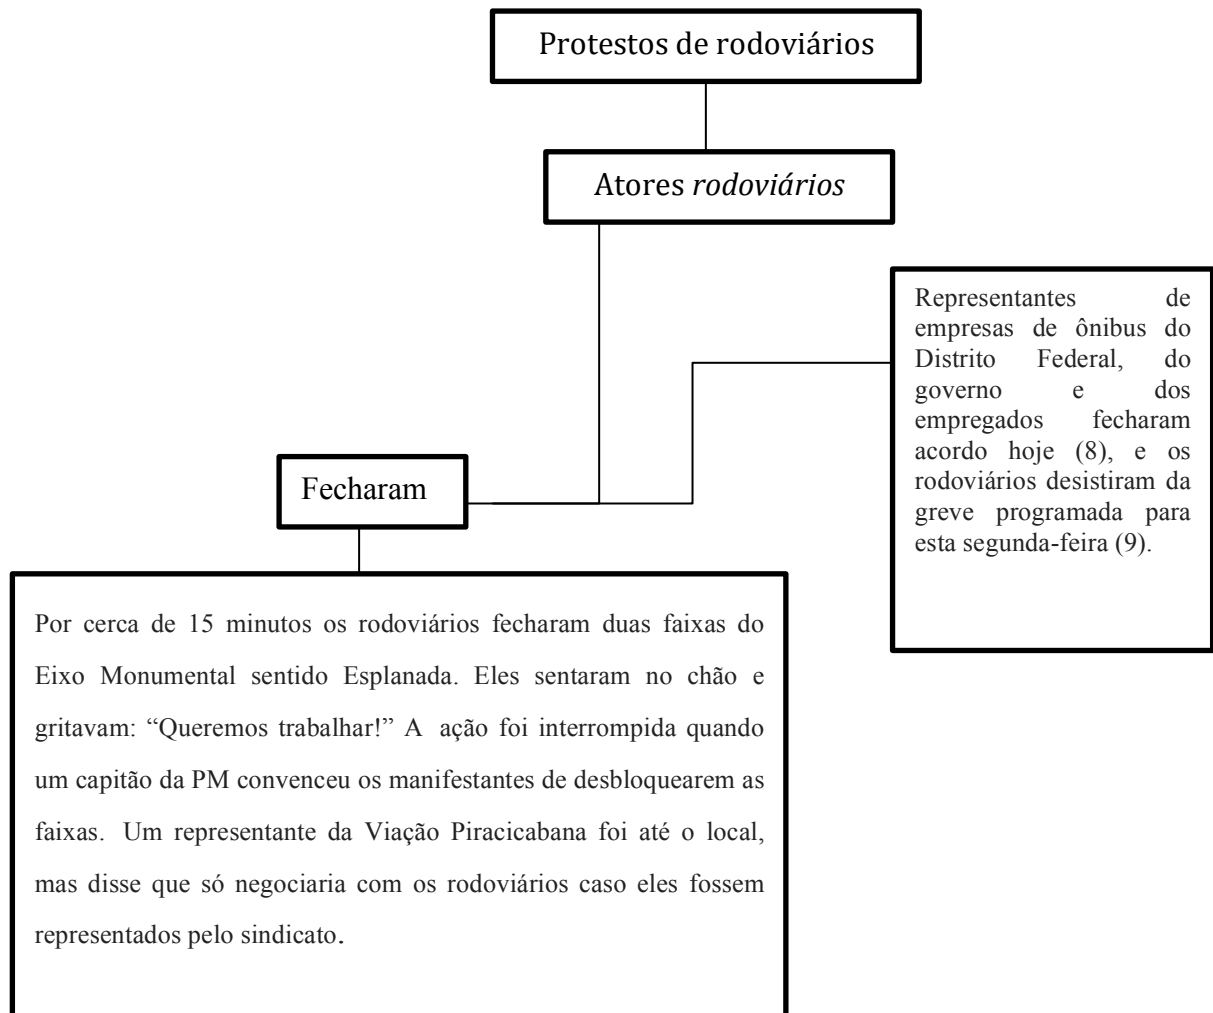 Protestos de rodoviários
Atores rodoviários
Representantes de
empresas de ônibus do
Distrito Federal, do
governo e dos
empregados fecharam
acordo hoje (8), e os
rodoviários desistiram da
greve programada para
esta segunda-feira (9).
Fecharam
Por cerca de 15 minutos os rodoviários fecharam duas faixas do
Eixo Monumental sentido Esplanada. Eles sentaram no chão e
gritavam: “Queremos trabalhar!” A ação foi interrompida quando
um capitão da PM convenceu os manifestantes de desbloquearem as
faixas. Um representante da Viação Piracicabana foi até o local,
mas disse que só negociaria com os rodoviários caso eles fossem
representados pelo sindicato.